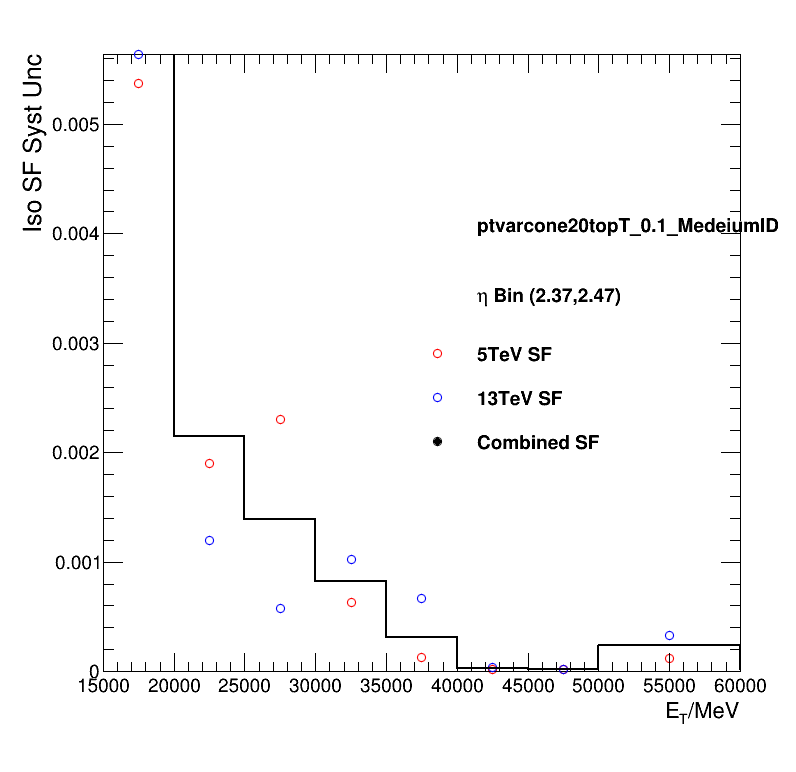 Iso SF Syst Unc
0.005
0.004
0.003
0.002
0.001
0
ptvarcone20topT_0.1_MedeiumID
η Bin (2.37,2.47)
5TeV SF
13TeV SF
Combined SF
15000 20000 25000 30000 35000 40000 45000 50000 55000 60000
E_T/MeV